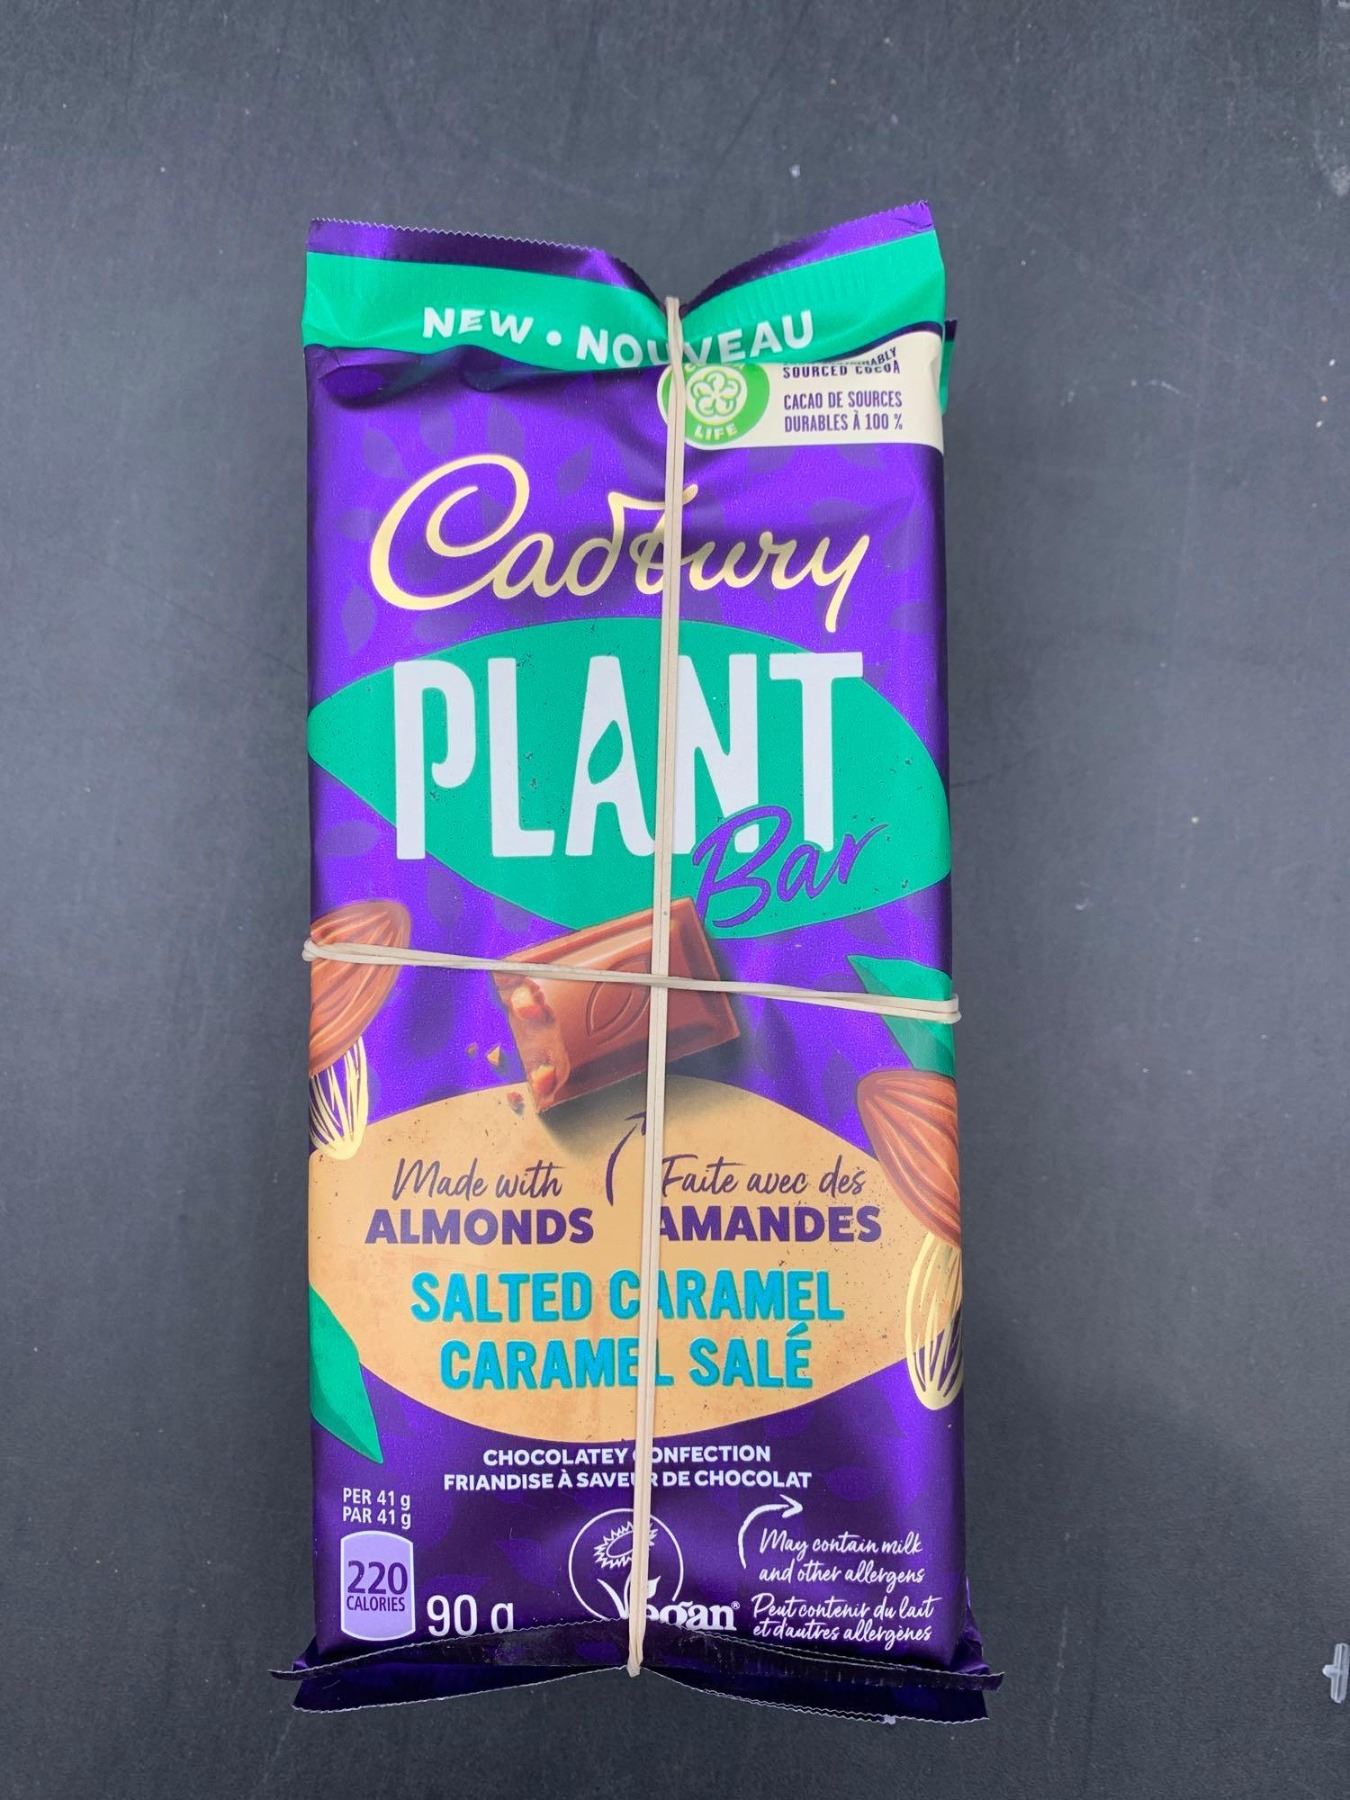 NEW • NOUVEAU
SOURCED COCOA
CACAO DE SOURCES
DURABLES À 100 %
LIFE
Cadbury
PLANT
Bar
Made with
ALMONDS
Faite avec des
AMANDES
SALTED CARAMEL
CARAMEL SALÉ
CHOCOLATEY CONFECTION
FRIANDISE À SAVEUR DE CHOCOLAT
PER 41 g
PAR 41 g
220
CALORIES
90 g
Vegan®
May contain milk
and other allergens
Peut contenir du lait
et d'autres allergènes